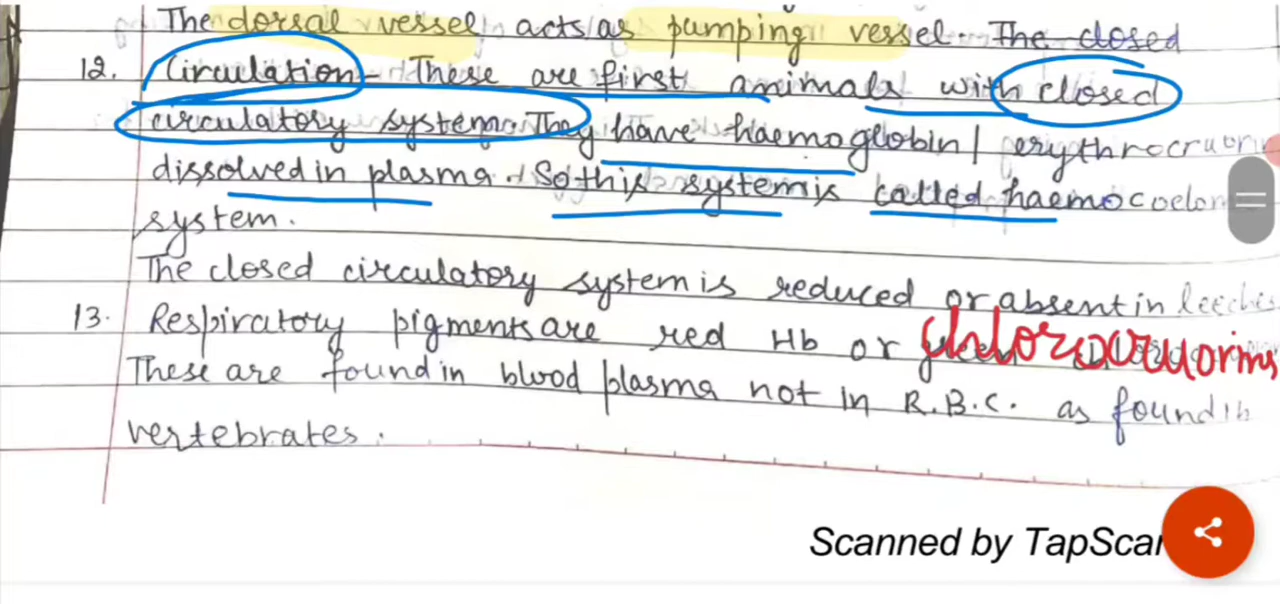 The dorsal vessel acts as pumping vessel. The closed
12. Circulation - These are first animals with closed
circulatory system. They have haemoglobin / erythrocruorin
dissolved in plasma. So this system is called haemocoelom
system.
The closed circulatory system is reduced or absent in leeches
13. Respiratory pigments are red Hb or chlorocruorins
These are found in blood plasma not in R.B.C. as found in
vertebrates.
Scanned by TapScan